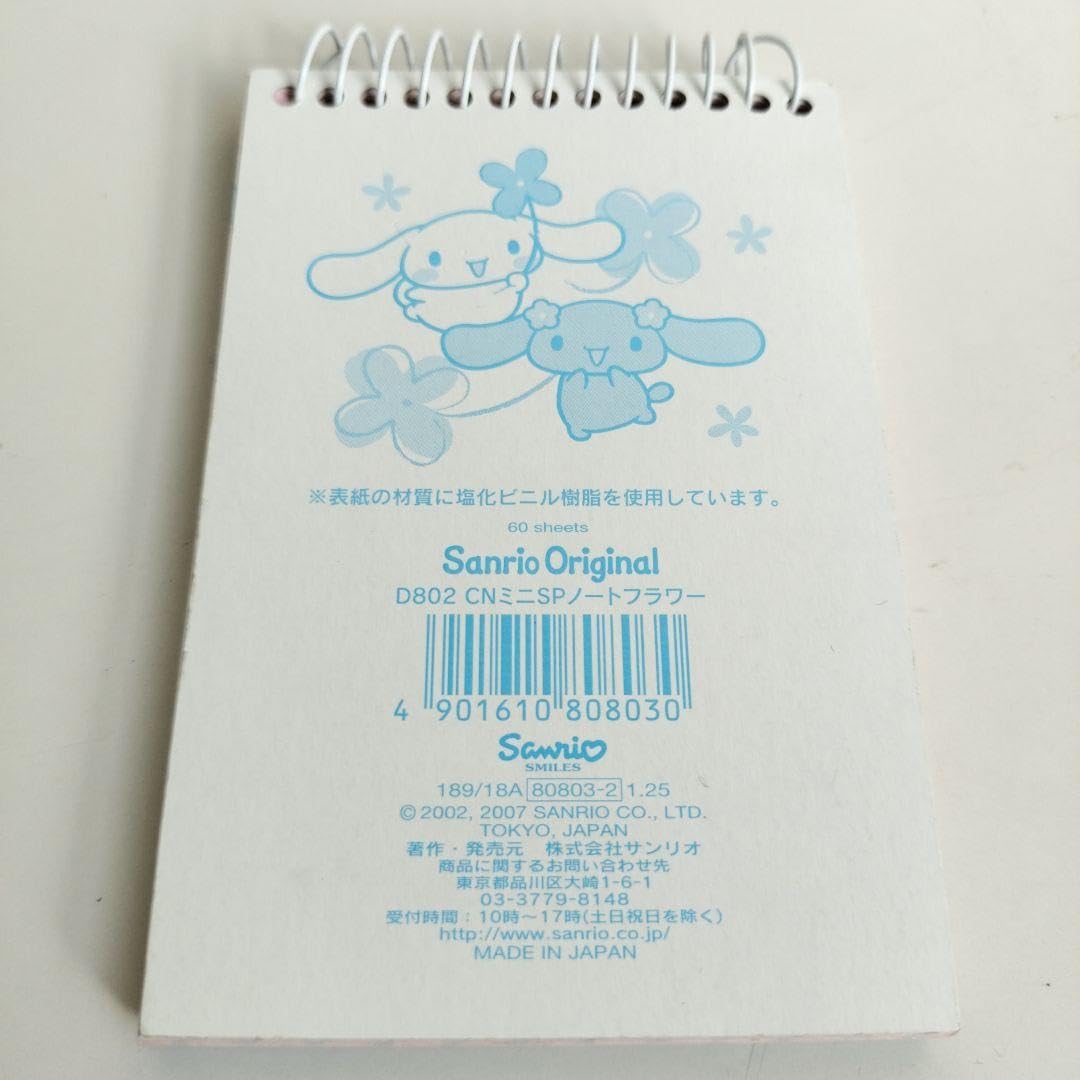 ※表紙の材質に塩化ビニル樹脂を使用しています。
60 sheets
Sanrio Original
D802 CNミニSPノートフラワー
4 901610 808030
Sanrio
SMILES
189/18A 80803-2 1.25
© 2002, 2007 SANRIO CO., LTD.
TOKYO, JAPAN
著作・発売元 株式会社サンリオ
商品に関するお問い合わせ先
東京都品川区大崎1-6-1
03-3779-8148
受付時間：10時～17時(土日祝日を除く)
http://www.sanrio.co.jp/
MADE IN JAPAN